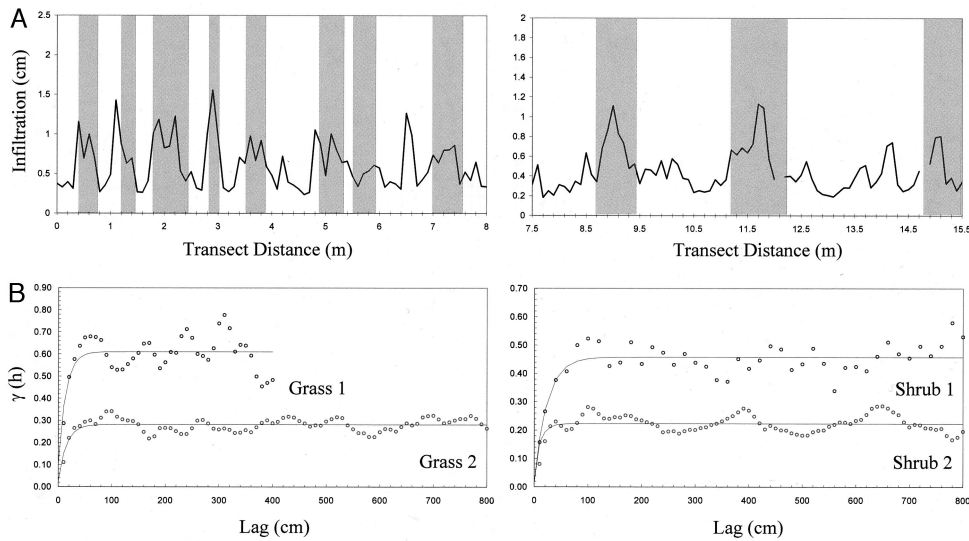 A
Infiltration (cm)
2.5
2
1.5
1
0.5
0
0 1 2 3 4 5 6 7 8
Transect Distance (m)
2
1.8
1.6
1.4
1.2
1
0.8
0.6
0.4
0.2
0
7.5 8.5 9.5 10.5 11.5 12.5 13.5 14.5 15.5
Transect Distance (m)
B
γ (h)
0.90
0.80
0.70
0.60
0.50
0.40
0.30
0.20
0.10
0.00
0 100 200 300 400 500 600 700 800
Grass 1
Grass 2
Lag (cm)
0.70
0.60
0.50
0.40
0.30
0.20
0.10
0.00
0 100 200 300 400 500 600 700 800
Shrub 1
Shrub 2
Lag (cm)